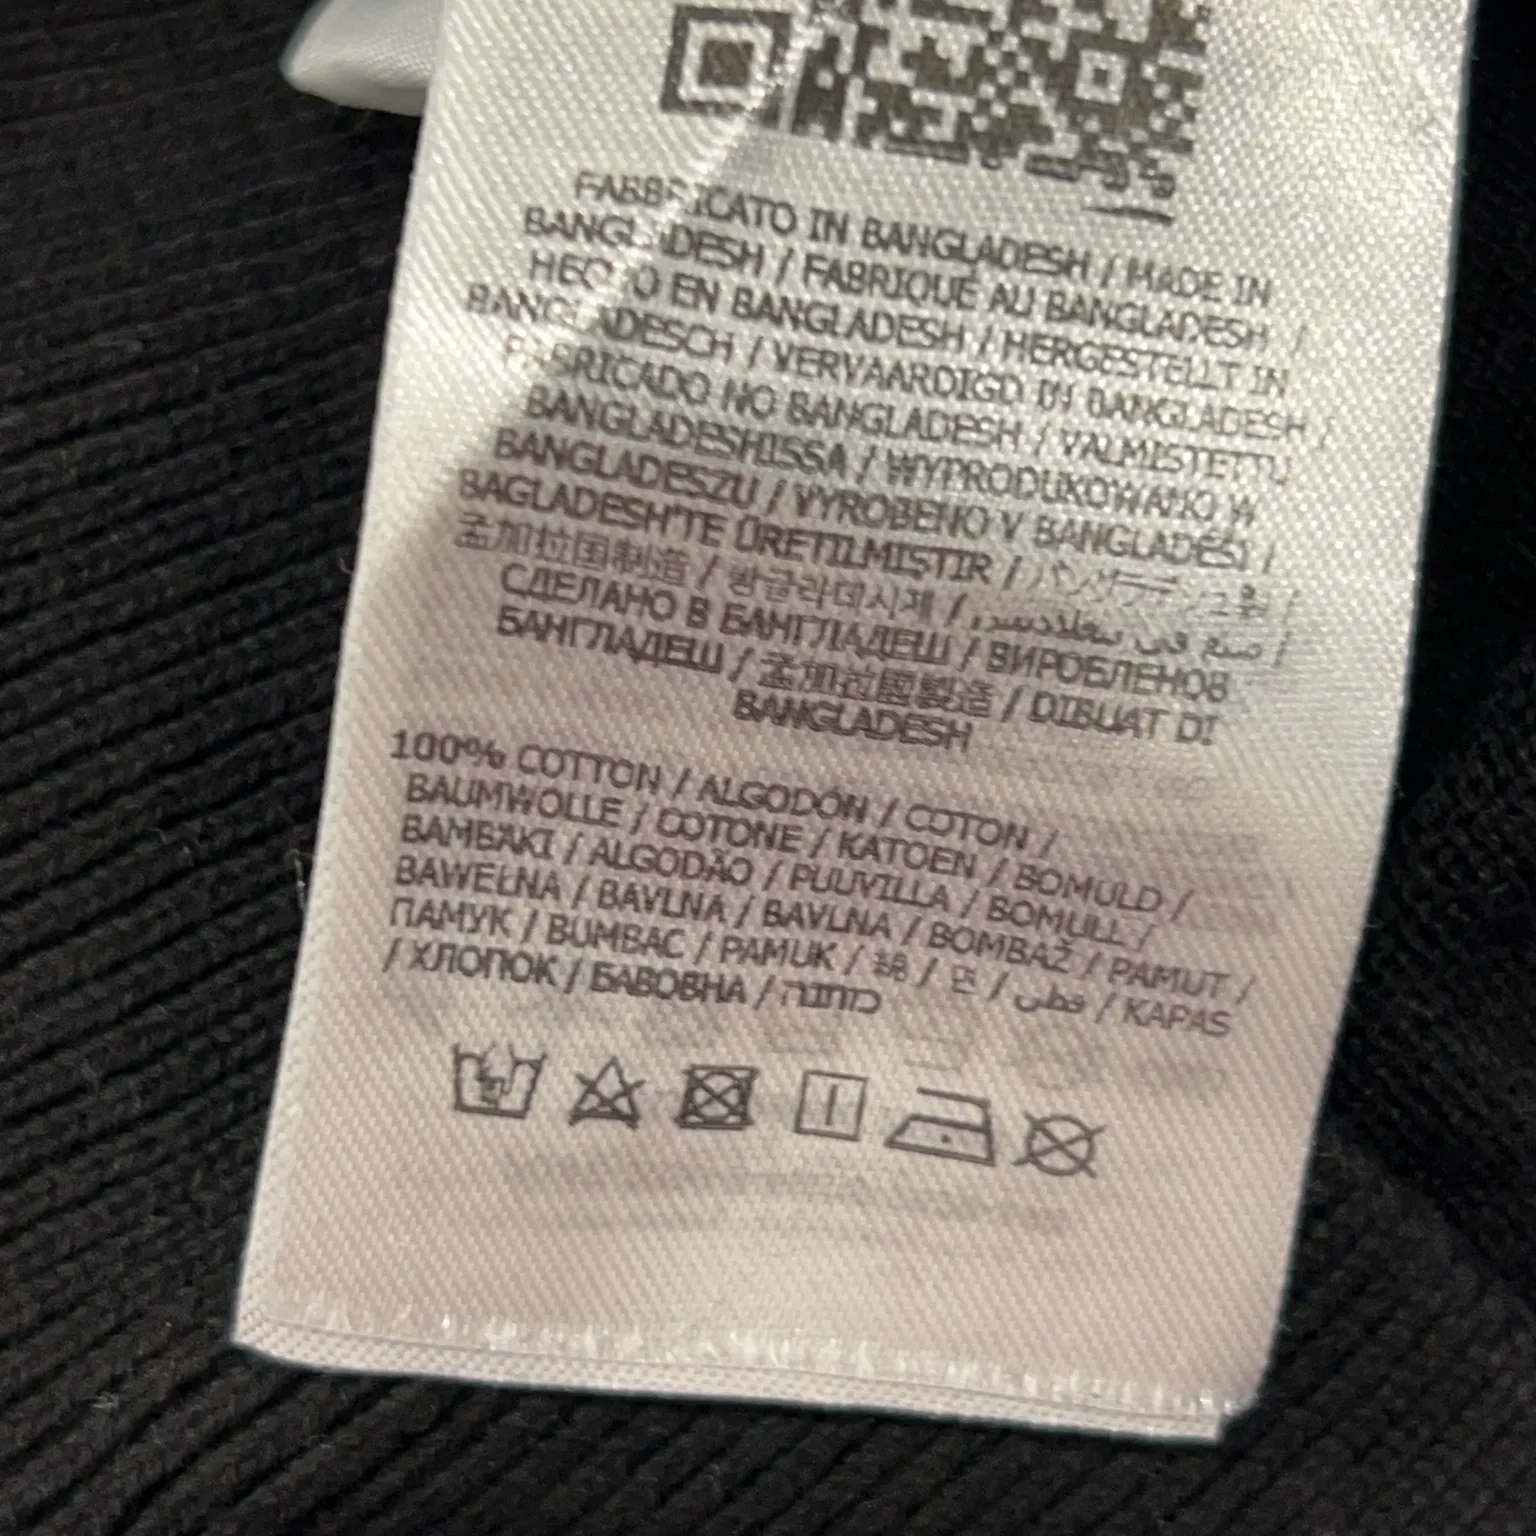 FABBRICATO IN BANGLADESH / MADE IN
BANGLADESH / FABRIQUÉ AU BANGLADESH /
HECHO EN BANGLADESH / HERGESTELLT IN
BANGLADESCH / VERVAARDIGD IN BANGLADESH /
FABRICADO NO BANGLADESH / VALMISTETTU
BANGLADESHISSA / WYPRODUKOWANO W
BANGLADESZU / VYROBENO V BANGLADÉŠI /
BAGLADESH'TE ÜRETILMISTIR /
孟加拉国制造 / 방글라데시제 /
СДЕЛАНО В БАНГЛАДЕШ / ВИРОБЛЕНОВ
БАНГЛАДЕШ / 孟加拉國製造 / DIBUAT DI
BANGLADESH
100% COTTON / ALGODÓN / COTON /
BAUMWOLLE / COTONE / KATOEN / BOMULD /
BAMBÁKI / ALGODÃO / PUUVILLA / BOMULL /
BAWEŁNA / BAVLNA / BAVLNA / BOMBAŽ / PAMUT /
ПАМУК / BUMBAC / PAMUK / 綿 / 면 / قطن / KAPAS
/ ХЛОПОК / БАВОВНА / כותנה